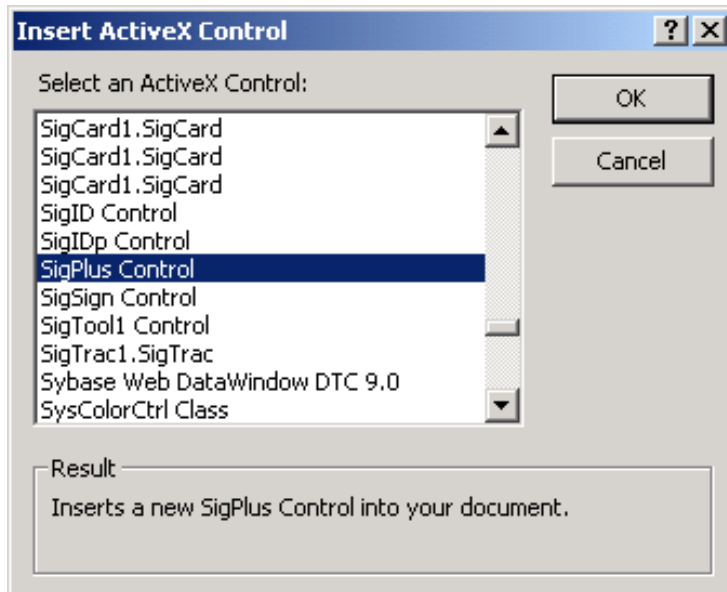 Insert ActiveX Control
Select an ActiveX Control:
OK
Cancel
SigCard1.SigCard
SigCard1.SigCard
SigCard1.SigCard
SigID Control
SigIDp Control
SigPlus Control
SigSign Control
SigTool1 Control
SigTrac1.SigTrac
Sybase Web DataWindow DTC 9.0
SysColorCtrl Class
Result
Inserts a new SigPlus Control into your document.